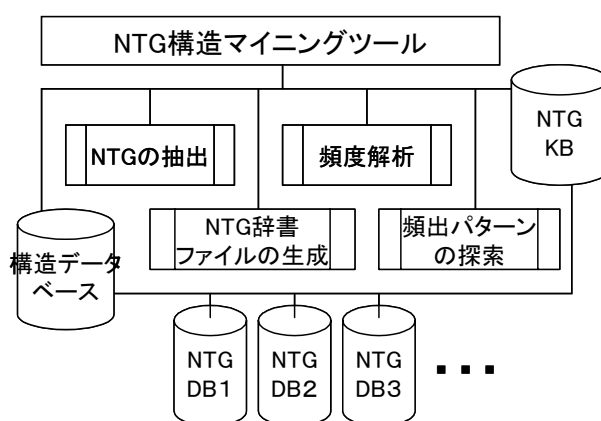 NTG構造マイニングツール
NTG
KB
NTGの抽出
頻度解析
NTG辞書
ファイルの生成
頻出パターン
の探索
構造データ
ベース
NTG
DB1
NTG
DB2
NTG
DB3
▪▪▪